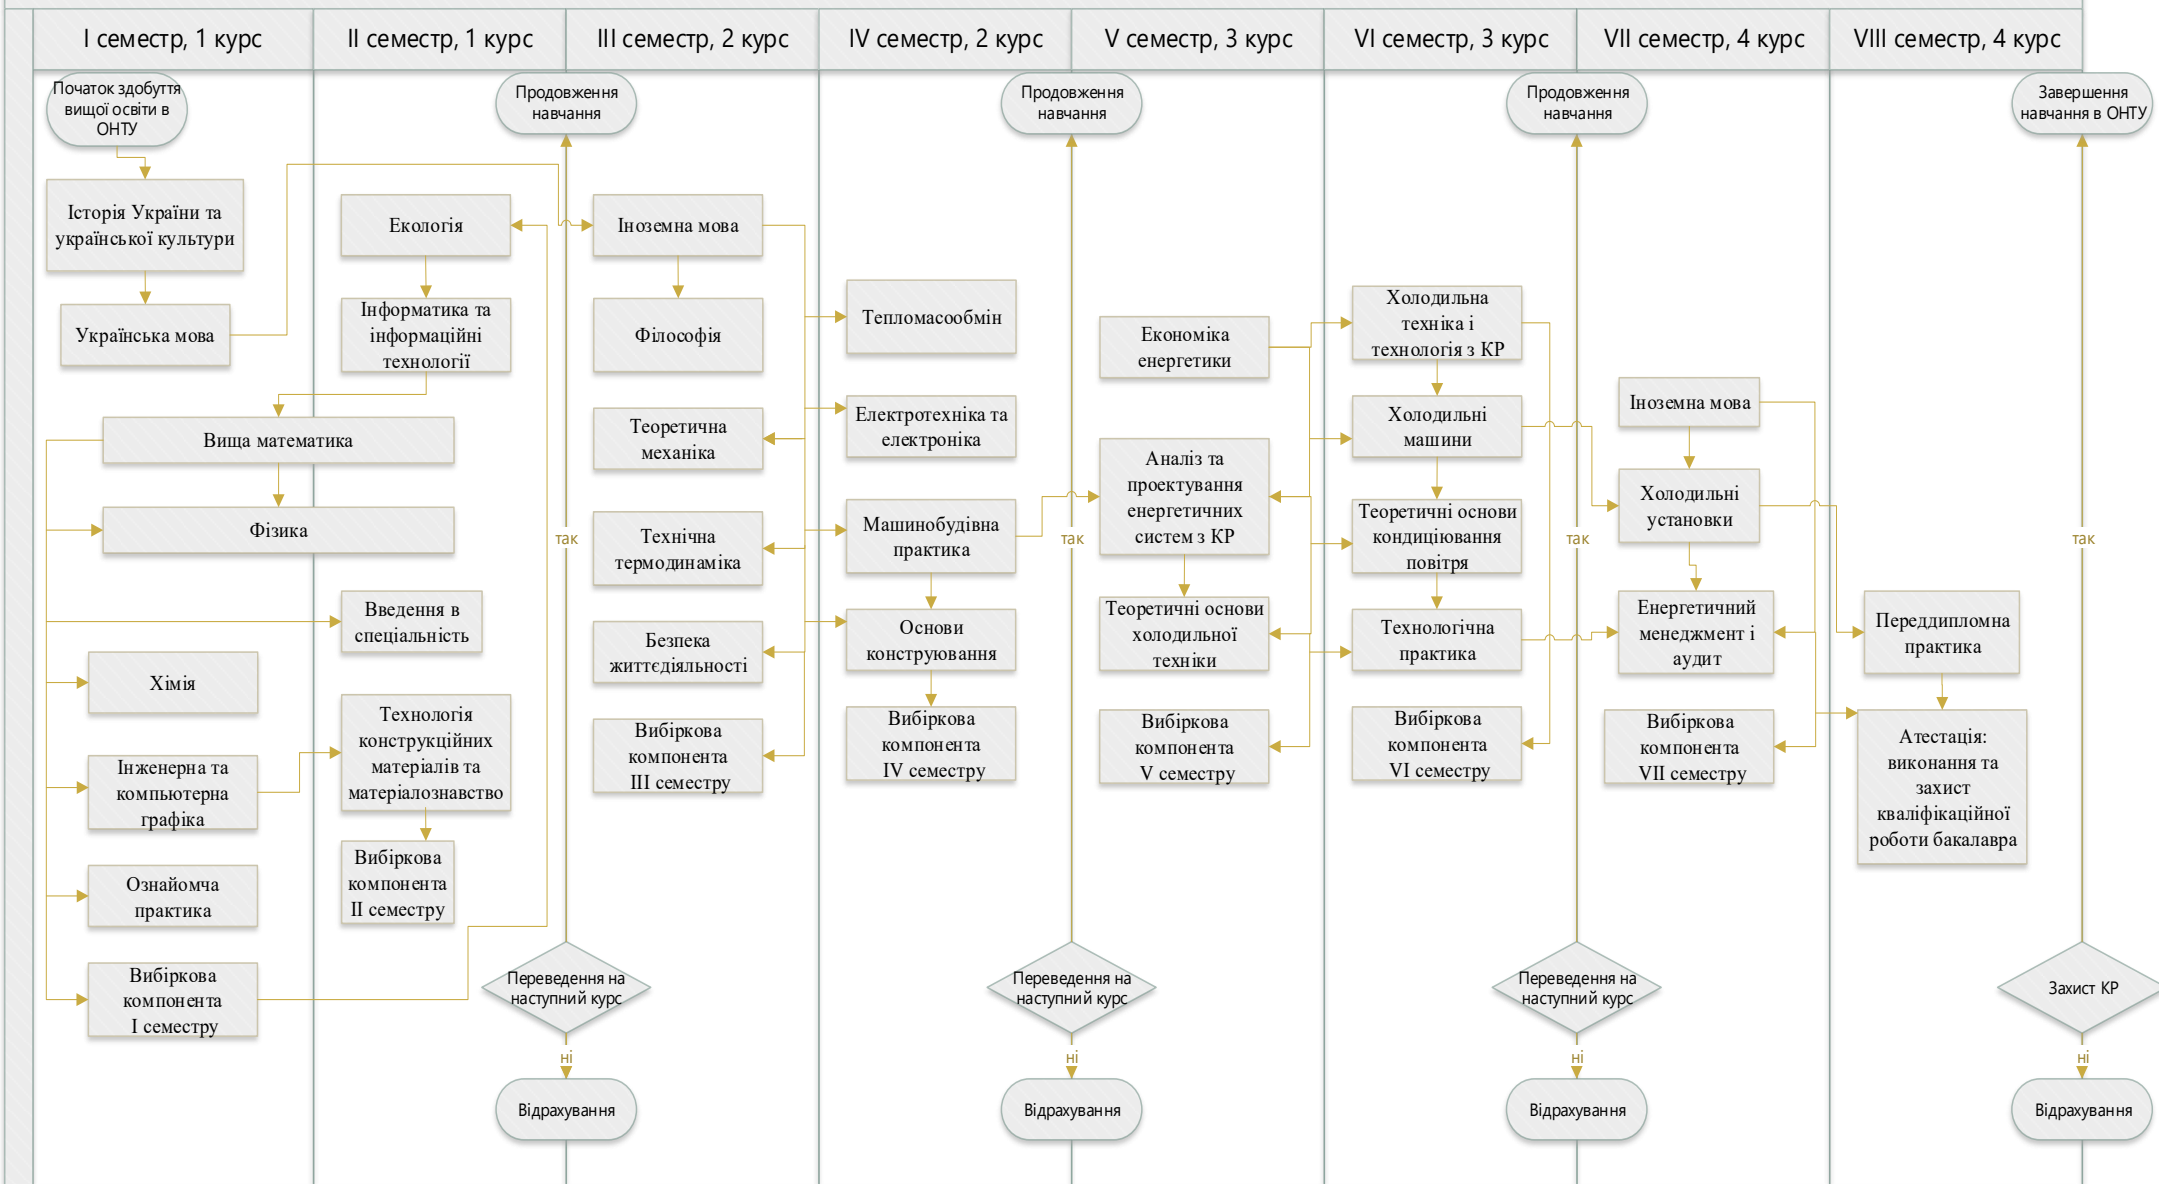 І семестр, 1 курс
ІІ семестр, 1 курс
ІІІ семестр, 2 курс
IV семестр, 2 курс
V семестр, 3 курс
VI семестр, 3 курс
VII семестр, 4 курс
VIII семестр, 4 курс
Початок здобуття
вищої освіти в
ОНТУ
Історія України та
української культури
Українська мова
Вища математика
Фізика
Хімія
Інженерна та
компьютерна
графіка
Ознайомча
практика
Вибіркова
компонента
І семестру
Екологія
Інформатика та
інформаційні
технології
Введення в
спеціальність
Технологія
конструкційних
матеріалів та
матеріалознавство
Вибіркова
компонента
ІІ семестру
Продовження
навчання
так
Переведення на
наступний курс
ні
Відрахування
Іноземна мова
Філософія
Теоретична
механіка
Технічна
термодинаміка
Безпека
життєдіяльності
Вибіркова
компонента
ІІІ семестру
Тепломасообмін
Електротехніка та
електроніка
Машинобудівна
практика
Основи
конструювання
Вибіркова
компонента
IV семестру
Продовження
навчання
так
Переведення на
наступний курс
ні
Відрахування
Економіка
енергетики
Аналіз та
проектування
енергетичних
систем з КР
Теоретичні основи
холодильної
техніки
Вибіркова
компонента
V семестру
Холодильна
техніка і
технологія з КР
Холодильні
машини
Теоретичні основи
кондиціювання
повітря
Технологічна
практика
Вибіркова
компонента
VI семестру
Продовження
навчання
так
Переведення на
наступний курс
ні
Відрахування
Іноземна мова
Холодильні
установки
Енергетичний
менеджмент і
аудит
Вибіркова
компонента
VII семестру
Переддипломна
практика
Атестація:
виконання та
захист
кваліфікаційної
роботи бакалавра
Завершення
навчання в ОНТУ
так
Захист КР
ні
Відрахування